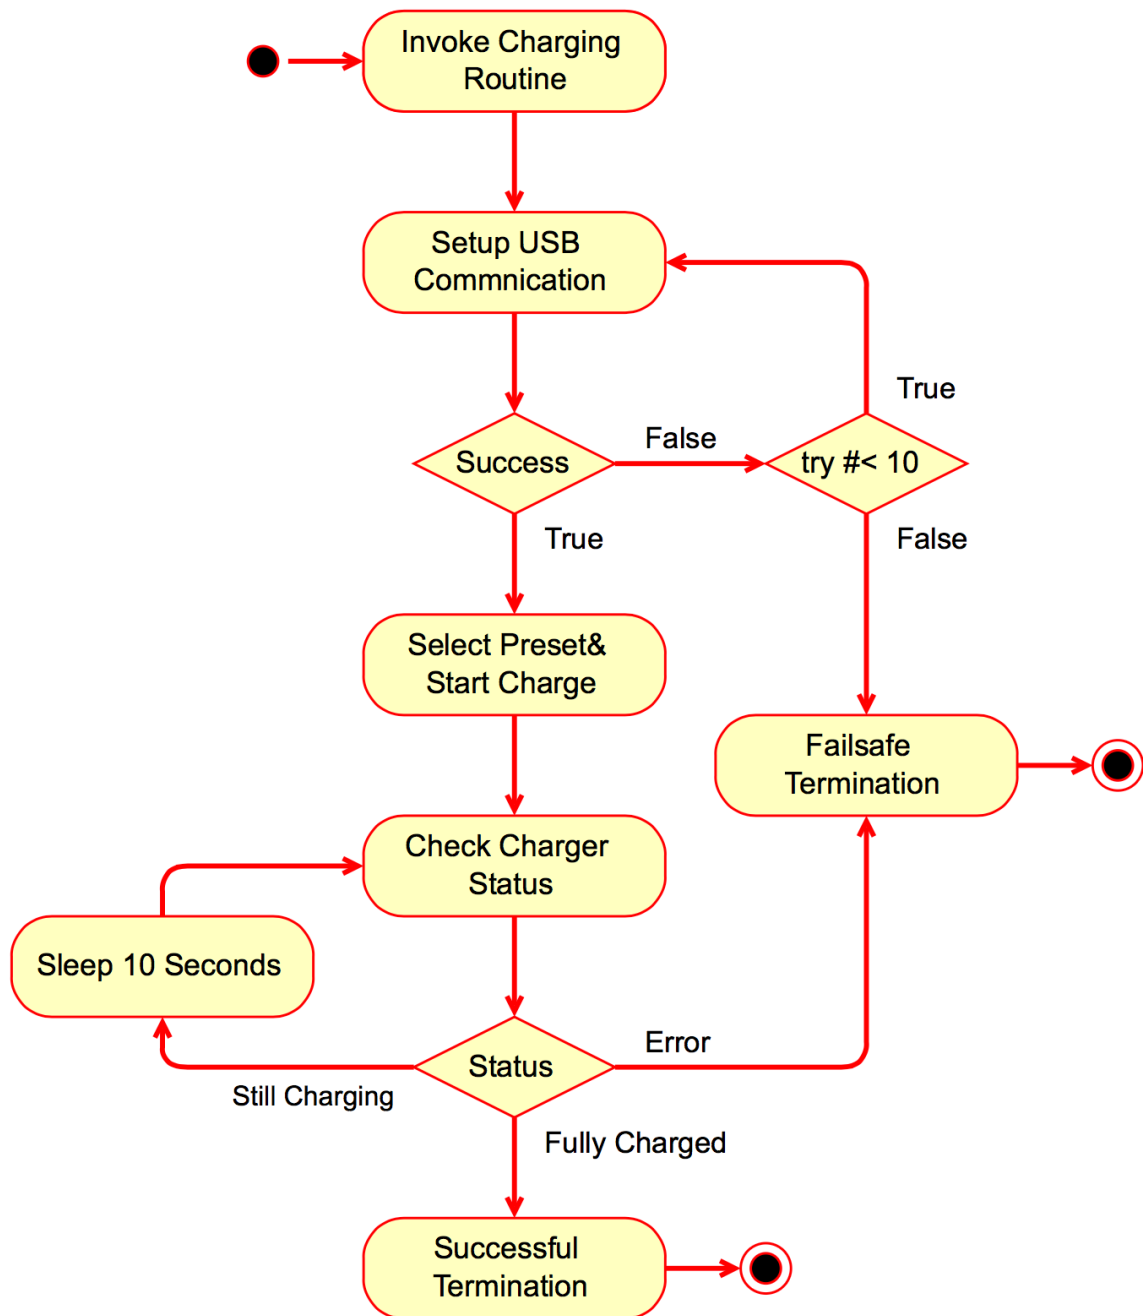 Invoke Charging
Routine
Setup USB
Commnication
True
Success
False
try #< 10
True
False
Select Preset&
Start Charge
Failsafe
Termination
Check Charger
Status
Sleep 10 Seconds
Status
Error
Still Charging
Fully Charged
Successful
Termination